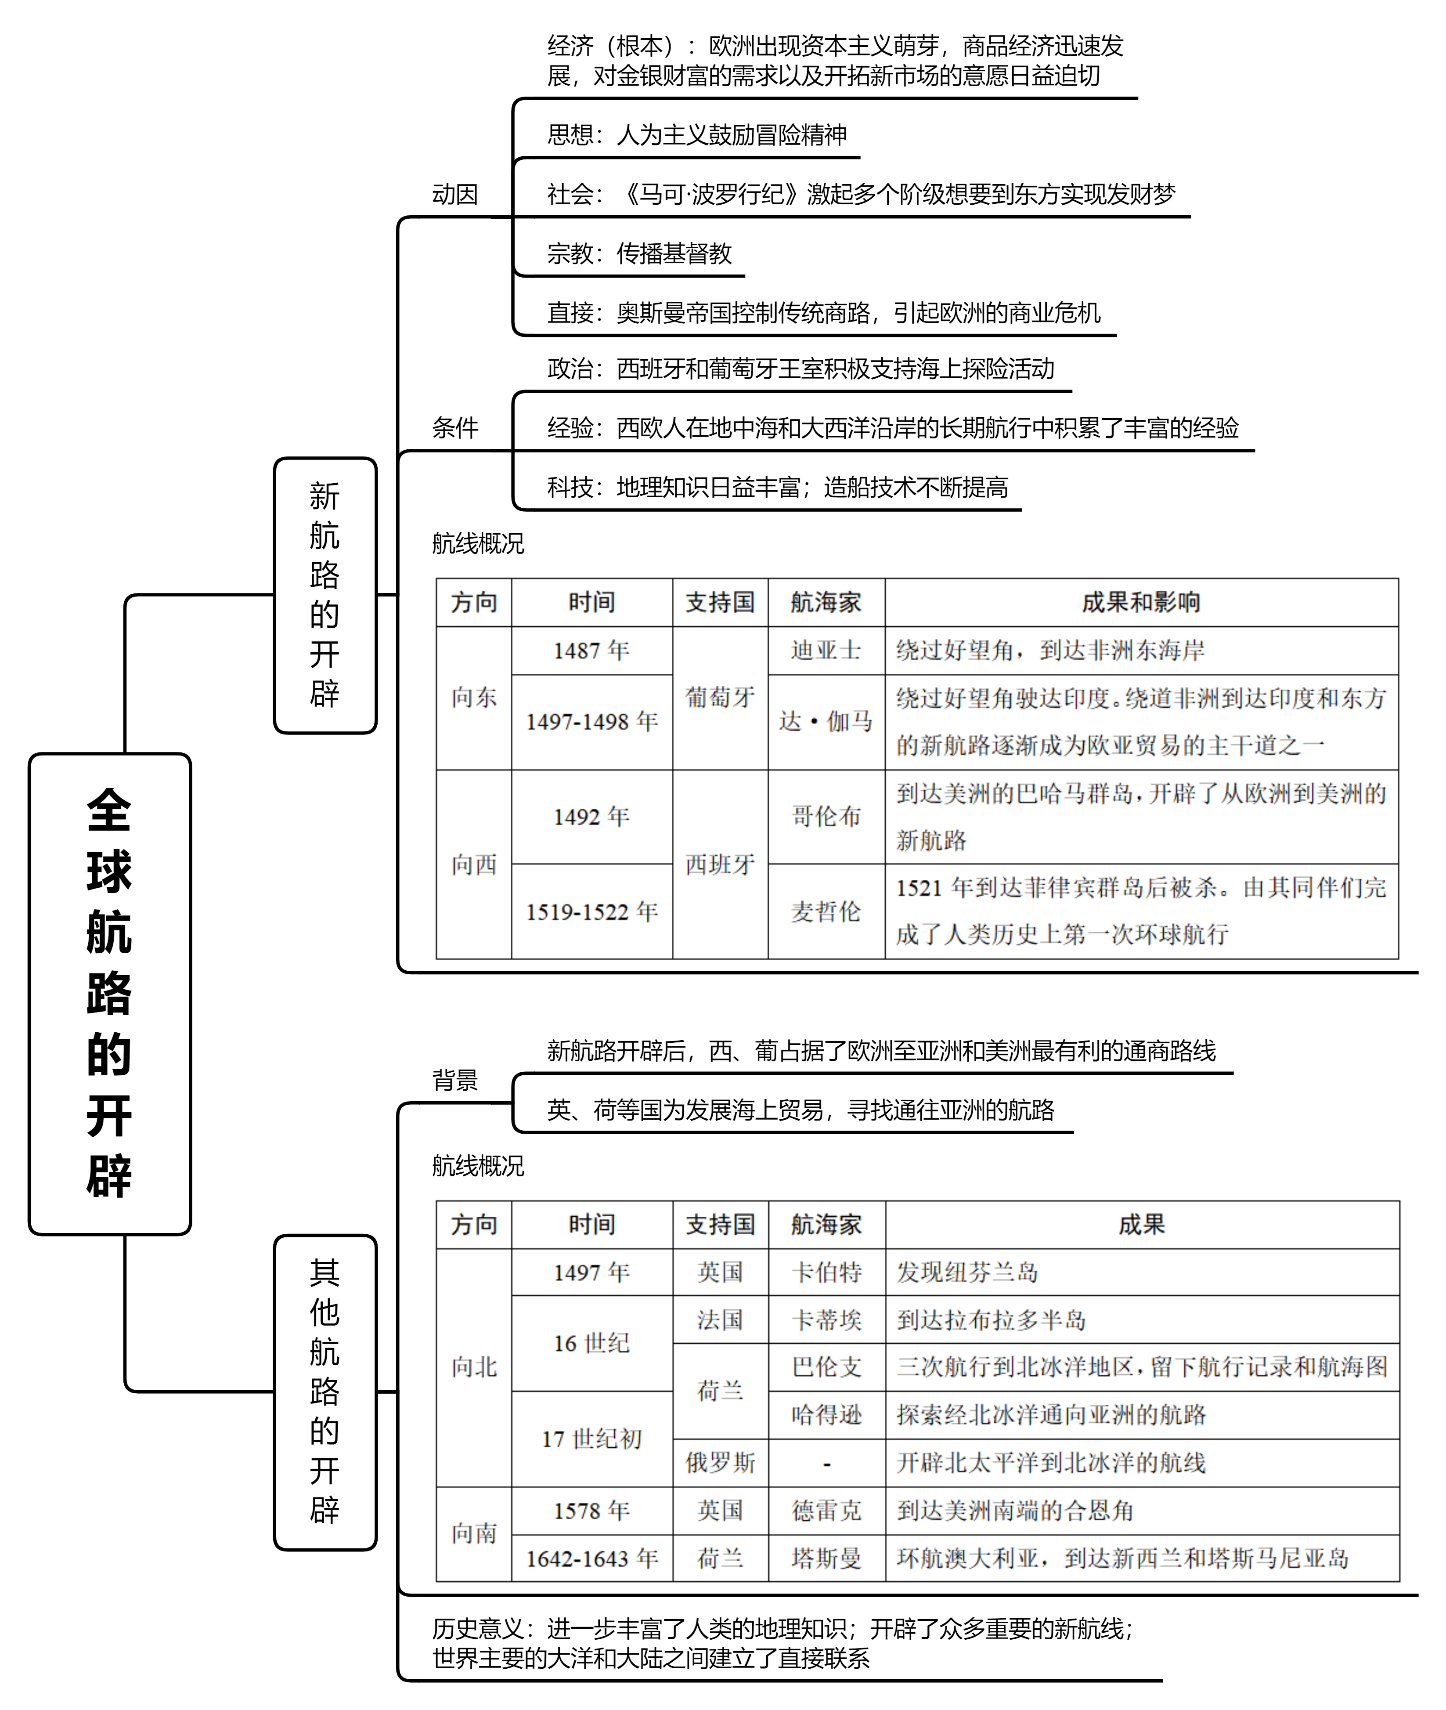 全球航路的开辟
新航路的开辟
动因
经济（根本）：欧洲出现资本主义萌芽，商品经济迅速发
展，对金银财富的需求以及开拓新市场的意愿日益迫切
思想：人为主义鼓励冒险精神
社会：《马可·波罗行纪》激起多个阶级想要到东方实现发财梦
宗教：传播基督教
直接：奥斯曼帝国控制传统商路，引起欧洲的商业危机
条件
政治：西班牙和葡萄牙王室积极支持海上探险活动
经验：西欧人在地中海和大西洋沿岸的长期航行中积累了丰富的经验
科技：地理知识日益丰富；造船技术不断提高
航线概况
方向 时间 支持国 航海家 成果和影响
向东 1487 年 葡萄牙 迪亚士 绕过好望角，到达非洲东海岸
1497-1498 年 达·伽马 绕过好望角驶达印度。绕道非洲到达印度和东方
的新航路逐渐成为欧亚贸易的主干道之一
向西 1492 年 西班牙 哥伦布 到达美洲的巴哈马群岛，开辟了从欧洲到美洲的
新航路
1519-1522 年 麦哲伦 1521 年到达菲律宾群岛后被杀。由其同伴们完
成了人类历史上第一次环球航行
其他航路的开辟
背景
新航路开辟后，西、葡占据了欧洲至亚洲和美洲最有利的通商路线
英、荷等国为发展海上贸易，寻找通往亚洲的航路
航线概况
方向 时间 支持国 航海家 成果
向北 1497 年 英国 卡伯特 发现纽芬兰岛
16 世纪 法国 卡蒂埃 到达拉布拉多半岛
荷兰 巴伦支 三次航行到北冰洋地区，留下航行记录和航海图
17 世纪初 哈得逊 探索经北冰洋通向亚洲的航路
俄罗斯 - 开辟北太平洋到北冰洋的航线
向南 1578 年 英国 德雷克 到达美洲南端的合恩角
1642-1643 年 荷兰 塔斯曼 环航澳大利亚，到达新西兰和塔斯马尼亚岛
历史意义：进一步丰富了人类的地理知识；开辟了众多重要的新航线；
世界主要的大洋和大陆之间建立了直接联系